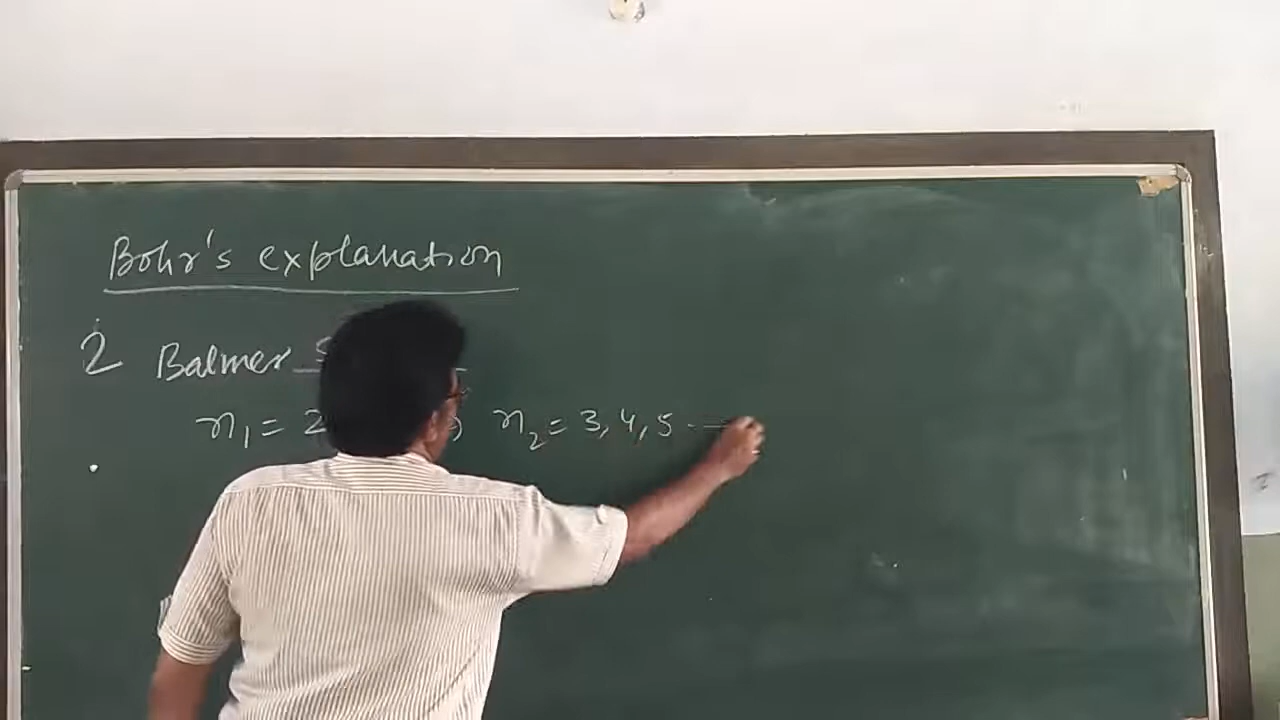 Bohr's explanation
2 Balmer
n₁ = 2 n₂ = 3, 4, 5 - —